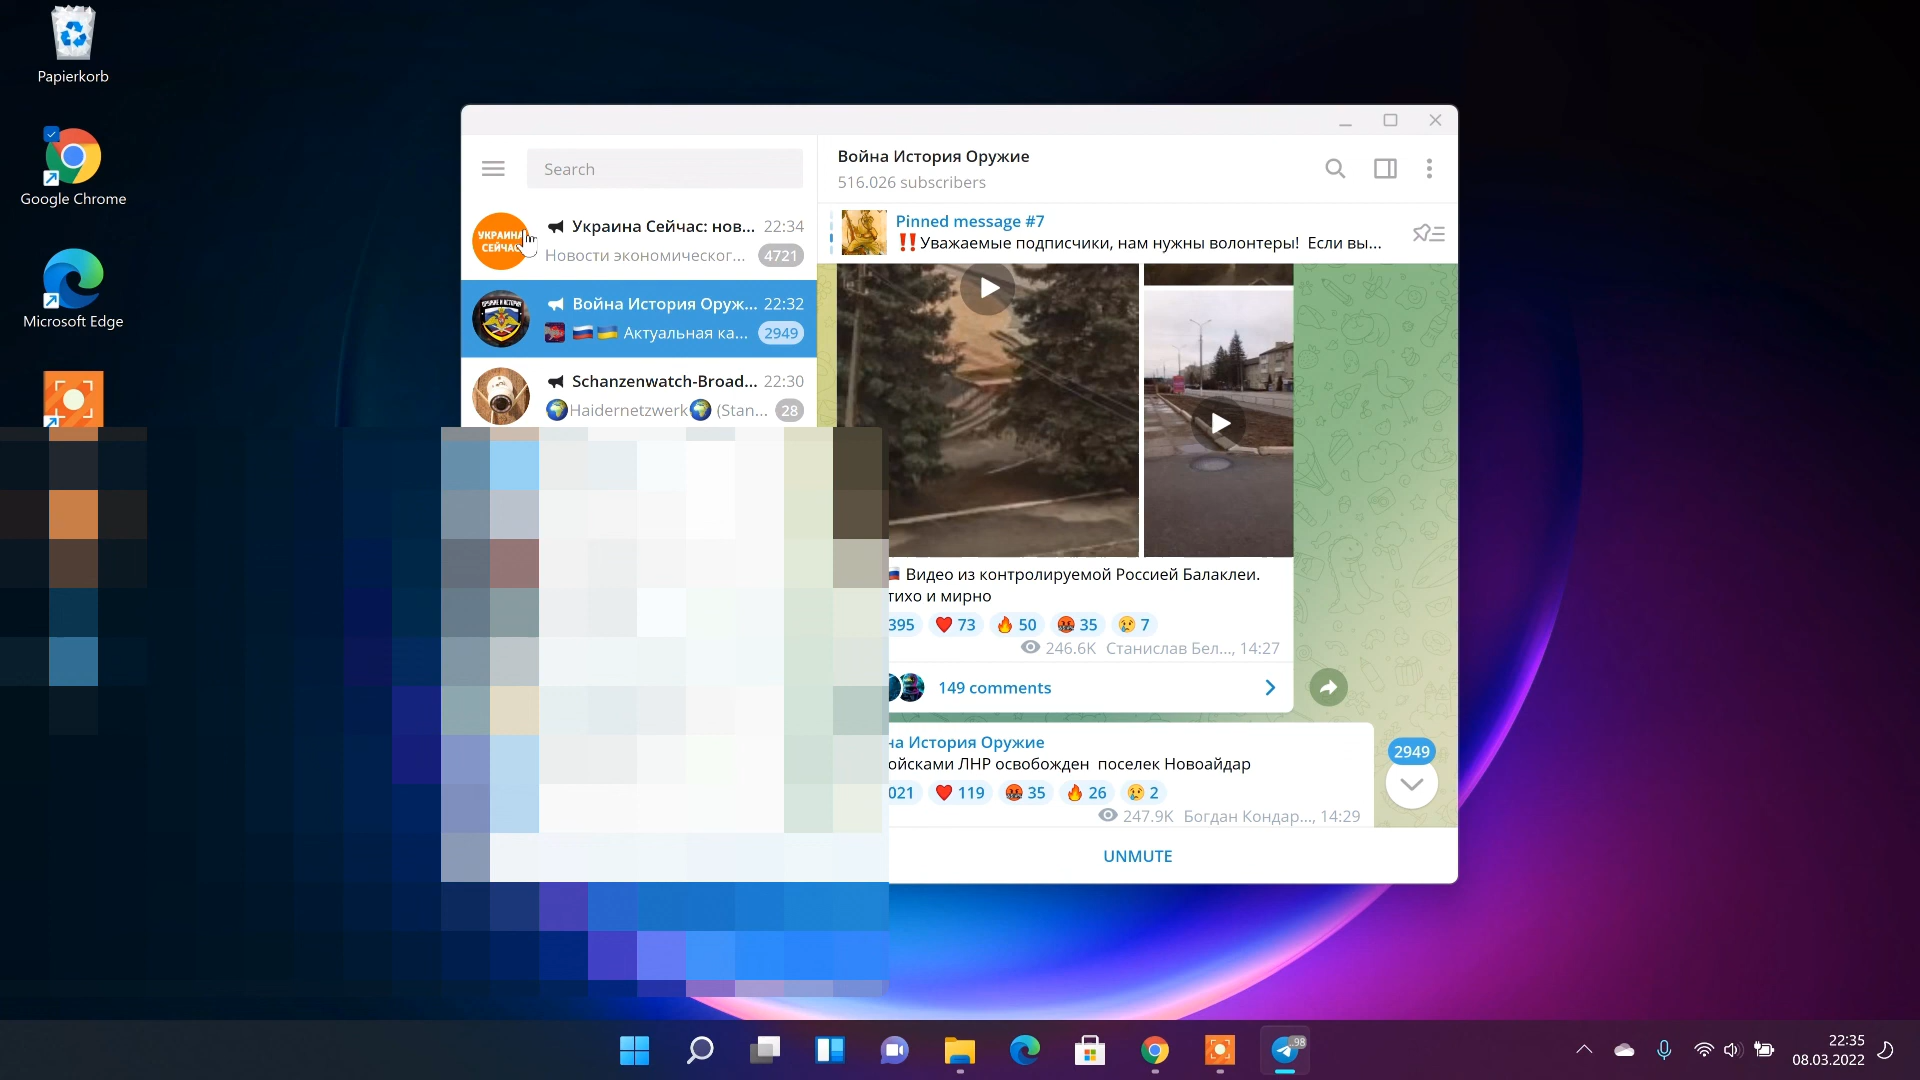 Papierkorb
Google Chrome
Microsoft Edge
Search
УКРАИНА СЕЙЧАС
Украина Сейчас: нов... 22:34
Новости экономическог... 4721
Война История Оруж... 22:32
🇷🇺🇺🇦 Актуальная ка... 2949
Schanzenwatch-Broad... 22:30
🌍Haidernetzwerk🌍 (Stan... 28
Война История Оружие
516.026 subscribers
Pinned message #7
‼️Уважаемые подписчики, нам нужны волонтеры! Если вы...
Видео из контролируемой Россией Балаклеи.
тихо и мирно
395 ❤️ 73 🔥 50 🤬 35 😢 7
246.6K Станислав Бел..., 14:27
149 comments
на История Оружие
ойсками ЛНР освобожден поселек Новоайдар
021 ❤️ 119 🤬 35 🔥 26 😢 2
247.9K Богдан Кондар..., 14:29
2949
UNMUTE
..98
22:35
08.03.2022